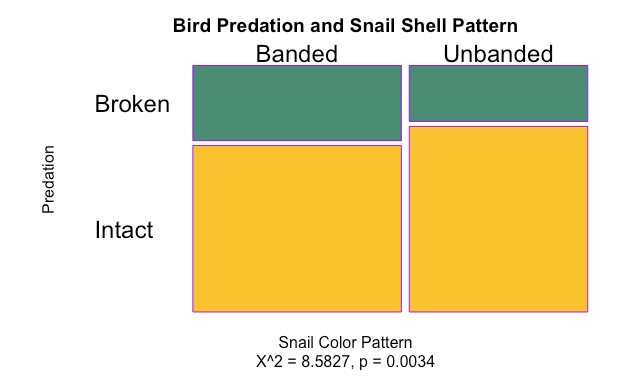 Bird Predation and Snail Shell Pattern
Banded Unbanded
Broken
Predation
Intact
Snail Color Pattern
X^2 = 8.5827, p = 0.0034